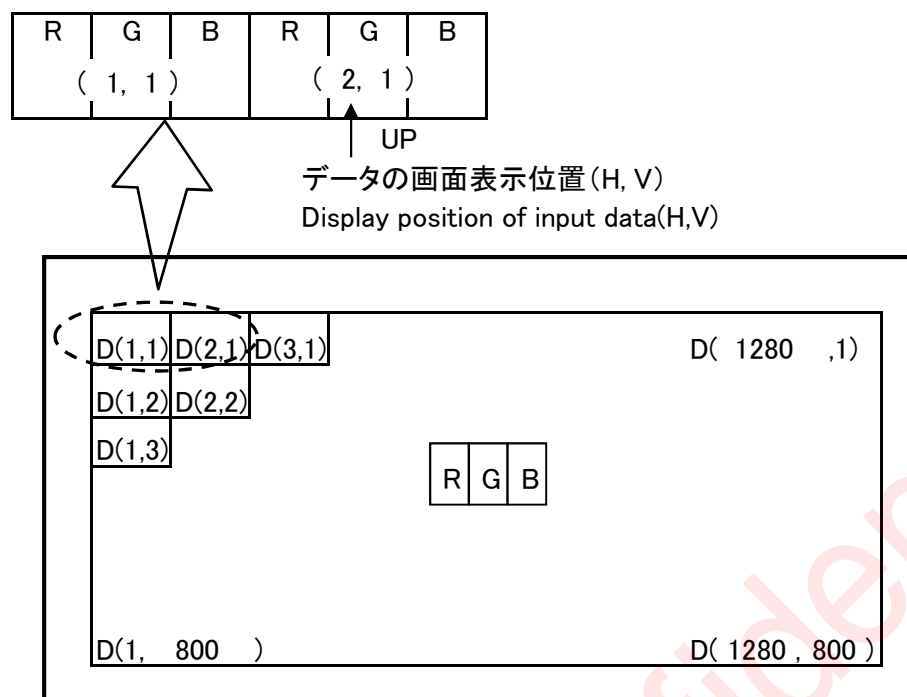 R G B R G B
( 1, 1 ) ( 2, 1 )
UP
データの画面表示位置(H, V)
Display position of input data(H,V)
D(1,1) D(2,1) D(3,1) D( 1280 ,1)
D(1,2) D(2,2)
D(1,3)
R G B
D(1, 800 ) D( 1280 , 800 )